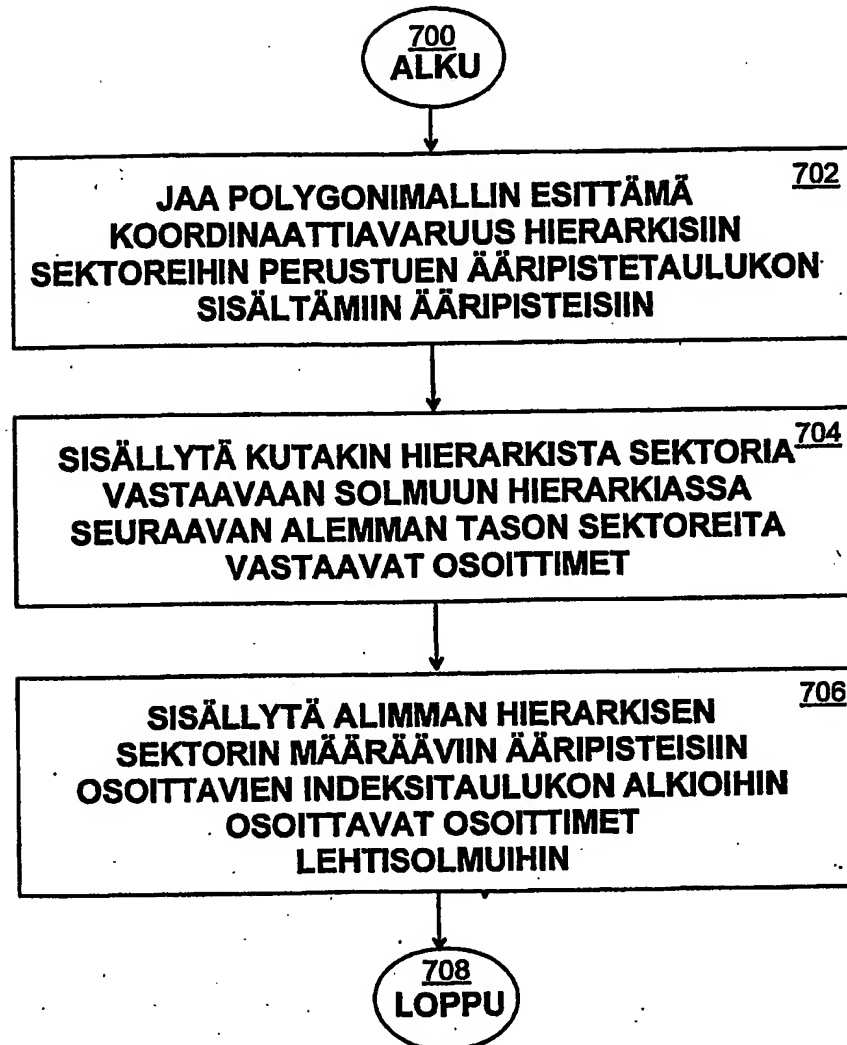 700
ALKU
702
JAA POLYGONIMALLIN ESITTÄMÄ
KOORDINAATTIAVARUUS HIERARKISIIN
SEKTOREIHIN PERUSTUEN ÄÄRIPISTETAULUKON
SISÄLTÄMIIN ÄÄRIPISTEISIIN
704
SISÄLLYTÄ KUTAKIN HIERARKISTA SEKTORIA
VASTAAVAAN SOLMUUN HIERARKIASSA
SEURAAVAN ALEMMAN TASON SEKTOREITA
VASTAAVAT OSOITTIMET
706
SISÄLLYTÄ ALIMMAN HIERARKISEN
SEKTORIN MÄÄRÄÄVIIN ÄÄRIPISTEISIIN
OSOITTAVIEN INDEKSITAULUKON ALKIOIHIN
OSOITTAVAT OSOITTIMET
LEHTISOLMUIHIN
708
LOPPU